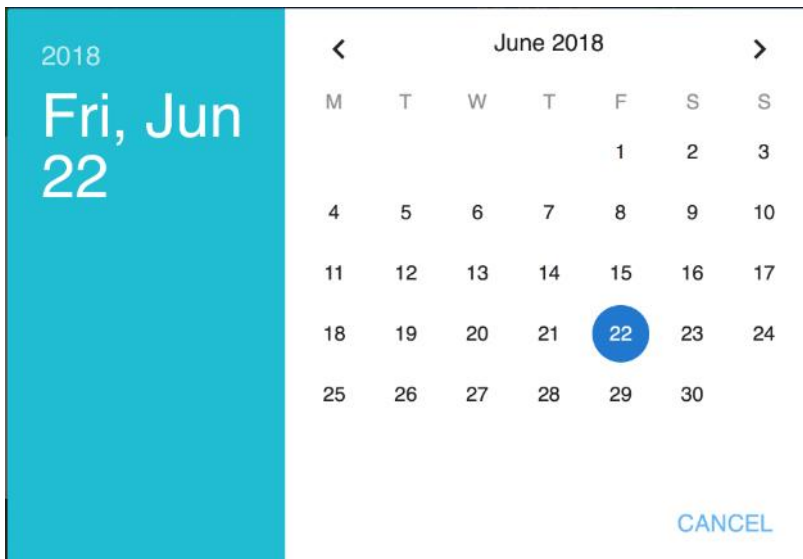 2018
Fri, Jun
22
June 2018
M T W T F S S
1 2 3
4 5 6 7 8 9 10
11 12 13 14 15 16 17
18 19 20 21 22 23 24
25 26 27 28 29 30
CANCEL